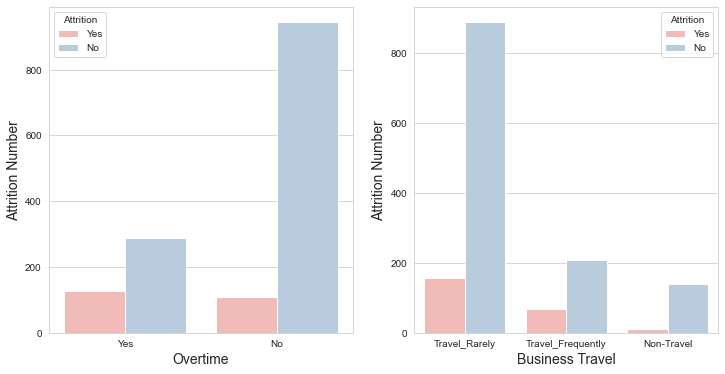 Attrition
Yes
No
800
600
400
200
0
Attrition Number
Yes No
Overtime
Attrition
Yes
No
800
600
400
200
0
Attrition Number
Travel_Rarely Travel_Frequently Non-Travel
Business Travel